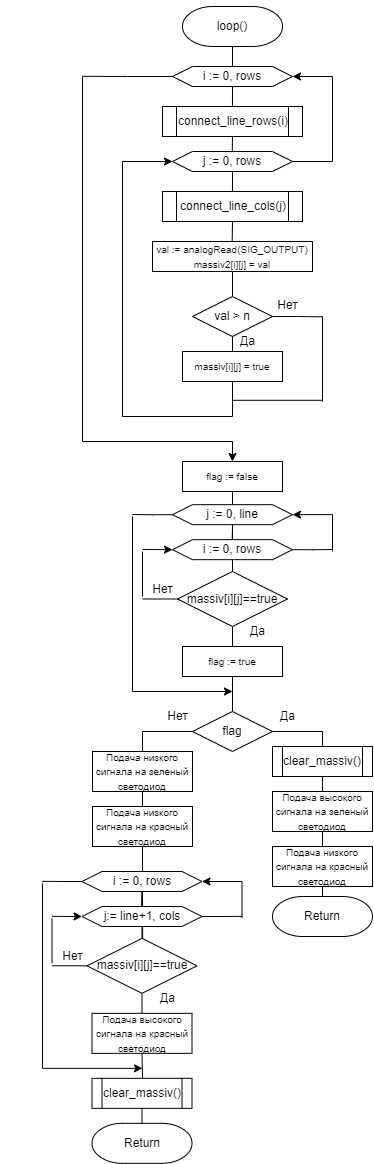 loop()
i := 0, rows
connect_line_rows(i)
j := 0, rows
connect_line_cols(j)
val := analogRead(SIG_OUTPUT)
massiv2[i][j] = val
Нет
val > n
Да
massiv[i][j] = true
flag := false
j := 0, line
i := 0, rows
Нет
massiv[i][j]==true
Да
flag := true
Нет
Да
flag
Подача низкого
сигнала на зеленый
светодиод
clear_massiv()
Подача низкого
сигнала на красный
светодиод
Подача высокого
сигнала на зеленый
светодиод
Подача низкого
сигнала на красный
светодиод
i := 0, rows
j:= line+1, cols
Return
Нет
massiv[i][j]==true
Да
Подача высокого
сигнала на красный
светодиод
clear_massiv()
Return